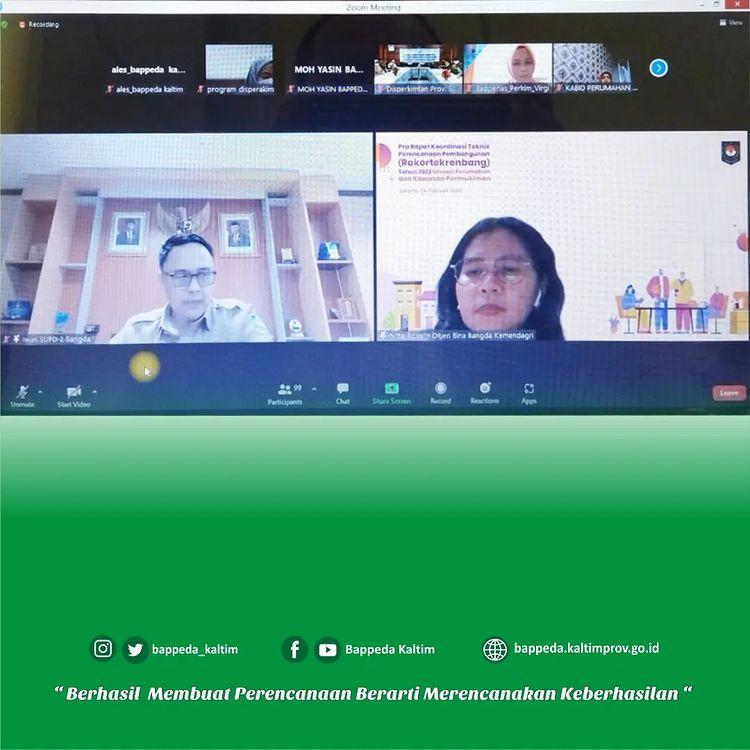 Zoom Meeting
Recording
View
ales_bappeda ka...
MOH YASIN BA...
ales_bappeda kaltim
program disperakim
MOH YASIN BAPPED...
Disperkimtan Prov.
Bappenas_Perkim_Virgi
KABID PERUMAHAN ...
Pra Rapat Koordinasi Teknis
Perencanaan Pembangunan
(Rakortekrenbang)
Tahun 2022 Urusan Perumahan
dan Kawasan Permukiman
Jakarta, 14 Februari 2022
Iwan SUPD 2 Bangda
Ditjen Bina Bangda Kemendagri
Unmute
Start Video
Participants
99
Chat
Share Screen
Record
Reactions
Apps
Leave
bappeda_kaltim
Bappeda Kaltim
bappeda.kaltimprov.go.id
“ Berhasil Membuat Perencanaan Berarti Merencanakan Keberhasilan “